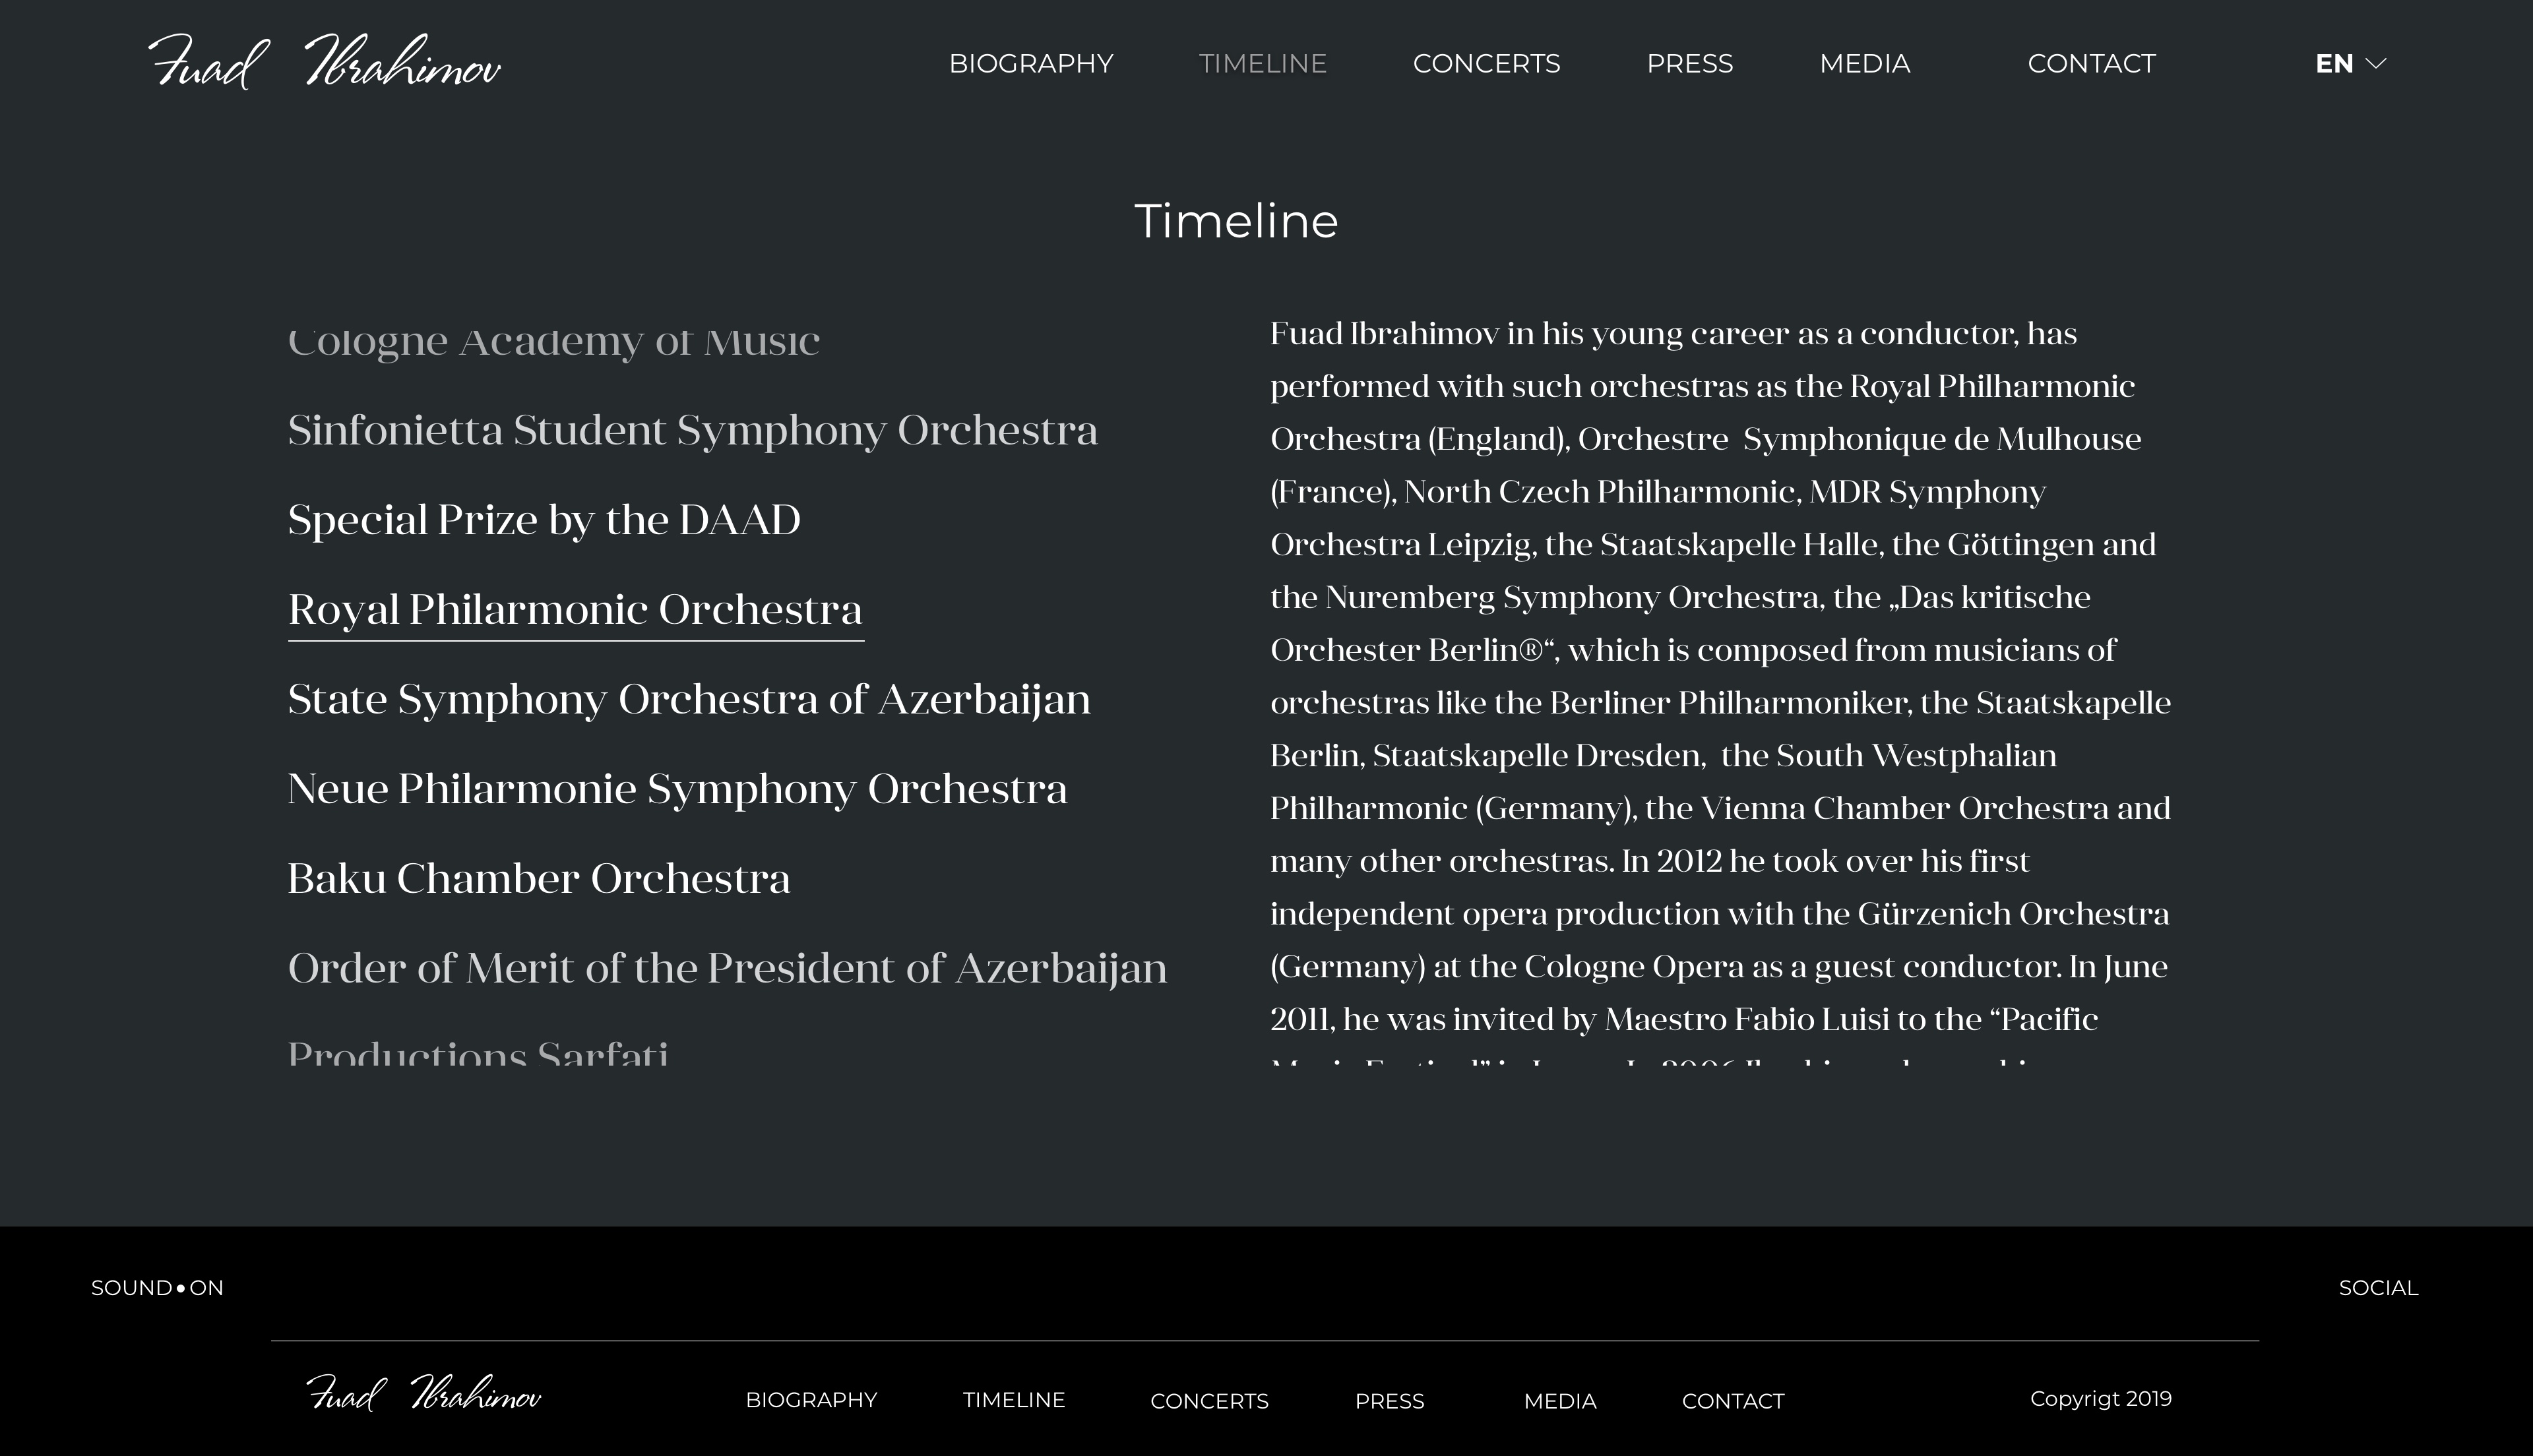 Fuad Ibrahimov
BIOGRAPHY TIMELINE CONCERTS PRESS MEDIA CONTACT EN
Timeline
Cologne Academy of Music
Sinfonietta Student Symphony Orchestra
Special Prize by the DAAD
Royal Philarmonic Orchestra
State Symphony Orchestra of Azerbaijan
Neue Philarmonie Symphony Orchestra
Baku Chamber Orchestra
Order of Merit of the President of Azerbaijan
Productions Sarfati
Fuad Ibrahimov in his young career as a conductor, has
performed with such orchestras as the Royal Philharmonic
Orchestra (England), Orchestre Symphonique de Mulhouse
(France), North Czech Philharmonic, MDR Symphony
Orchestra Leipzig, the Staatskapelle Halle, the Göttingen and
the Nuremberg Symphony Orchestra, the „Das kritische
Orchester Berlin®“, which is composed from musicians of
orchestras like the Berliner Philharmoniker, the Staatskapelle
Berlin, Staatskapelle Dresden, the South Westphalian
Philharmonic (Germany), the Vienna Chamber Orchestra and
many other orchestras. In 2012 he took over his first
independent opera production with the Gürzenich Orchestra
(Germany) at the Cologne Opera as a guest conductor. In June
2011, he was invited by Maestro Fabio Luisi to the “Pacific
SOUND•ON
SOCIAL
Fuad Ibrahimov
BIOGRAPHY TIMELINE CONCERTS PRESS MEDIA CONTACT
Copyrigt 2019